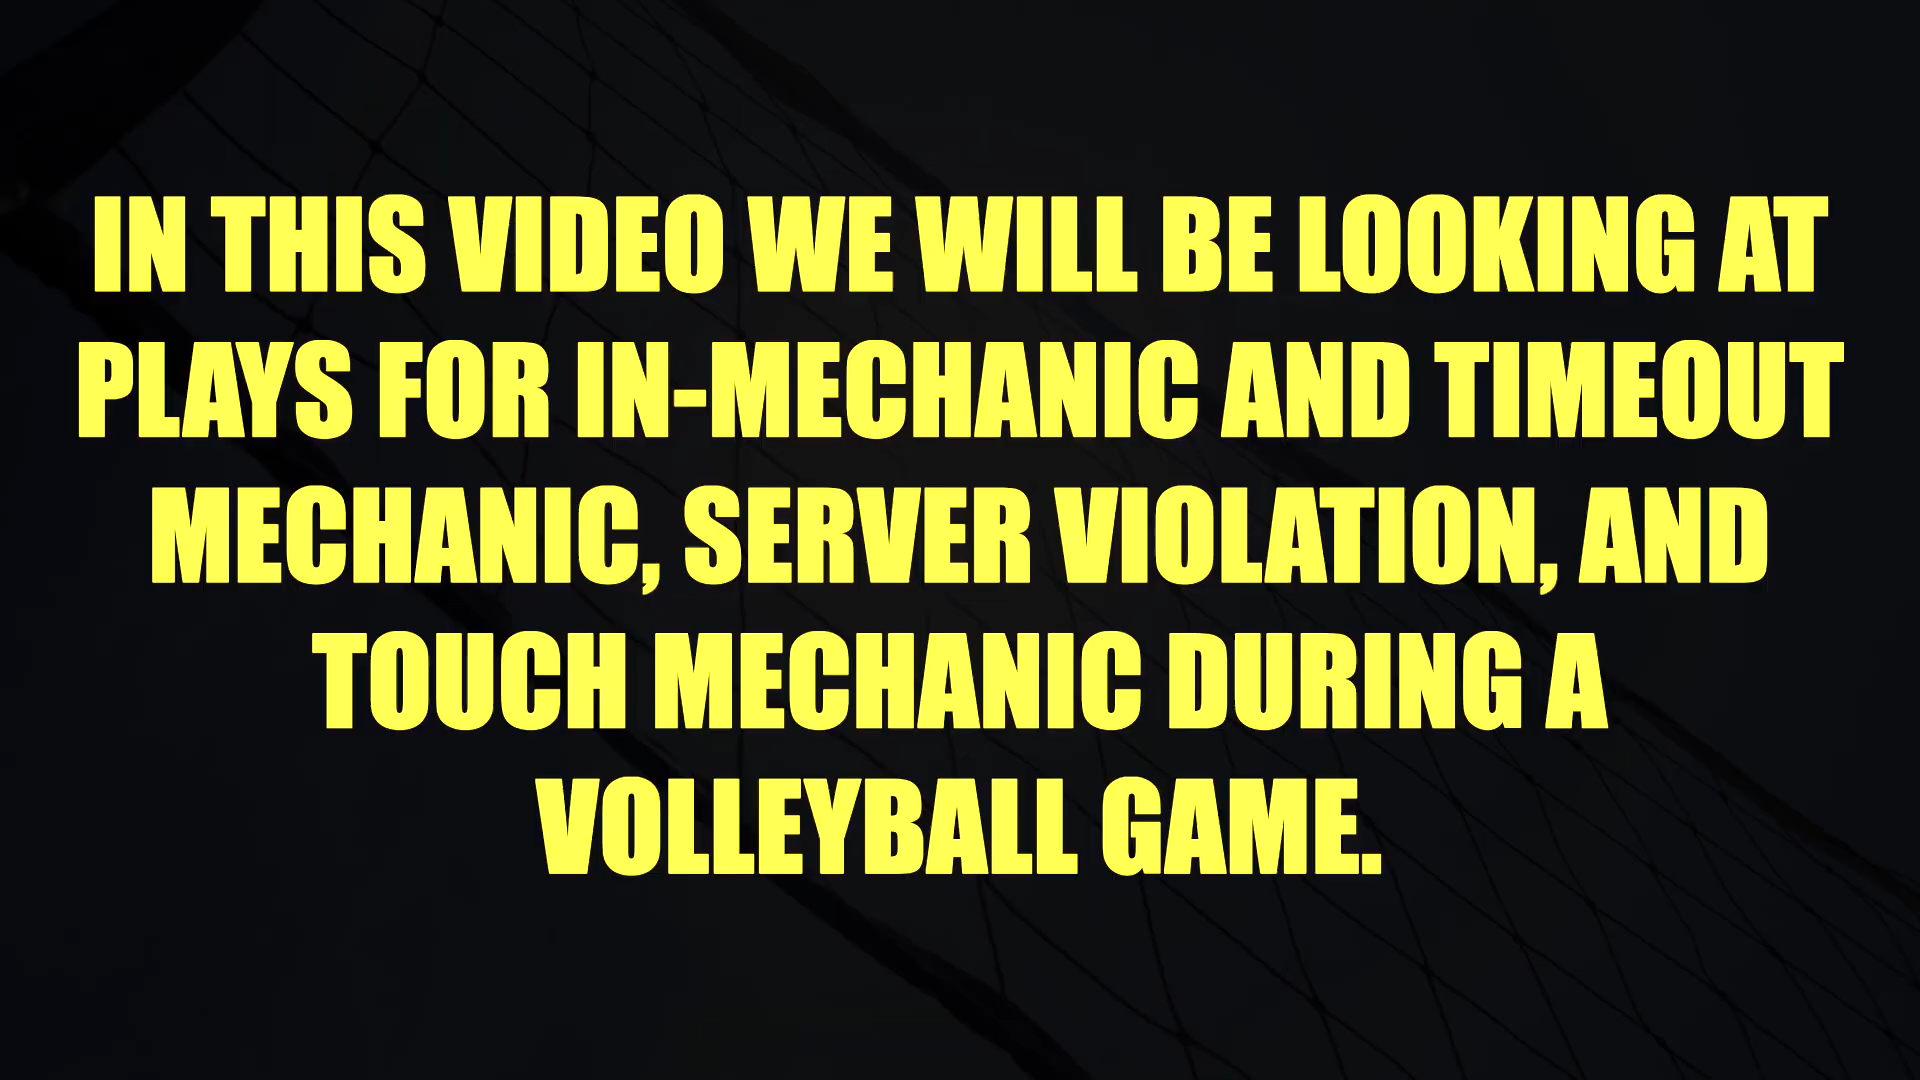 IN THIS VIDEO WE WILL BE LOOKING AT
PLAYS FOR IN-MECHANIC AND TIMEOUT
MECHANIC, SERVER VIOLATION, AND
TOUCH MECHANIC DURING A
VOLLEYBALL GAME.